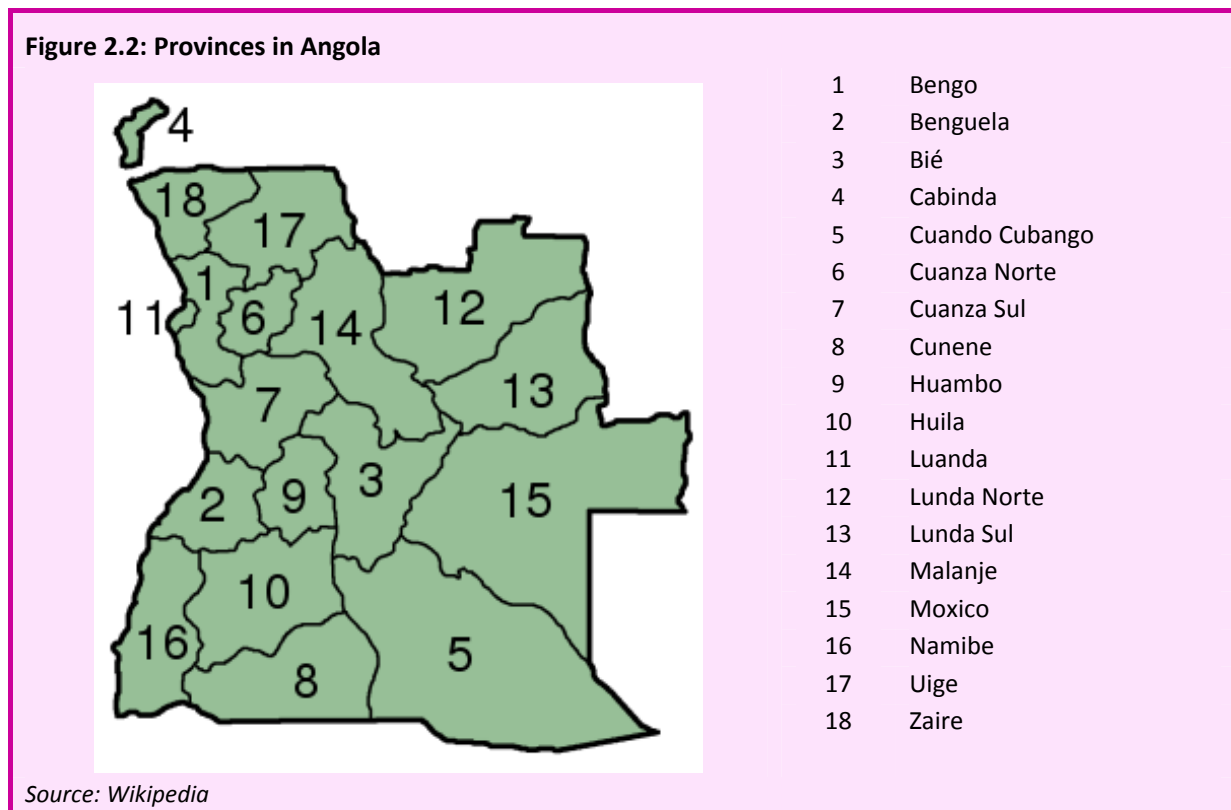 Figure 2.2: Provinces in Angola
4
18
17
1
11
6
14
12
7
13
2
9
3
15
10
16
8
5
1 Bengo
2 Benguela
3 Bié
4 Cabinda
5 Cuando Cubango
6 Cuanza Norte
7 Cuanza Sul
8 Cunene
9 Huambo
10 Huila
11 Luanda
12 Lunda Norte
13 Lunda Sul
14 Malanje
15 Moxico
16 Namibe
17 Uige
18 Zaire
Source: Wikipedia